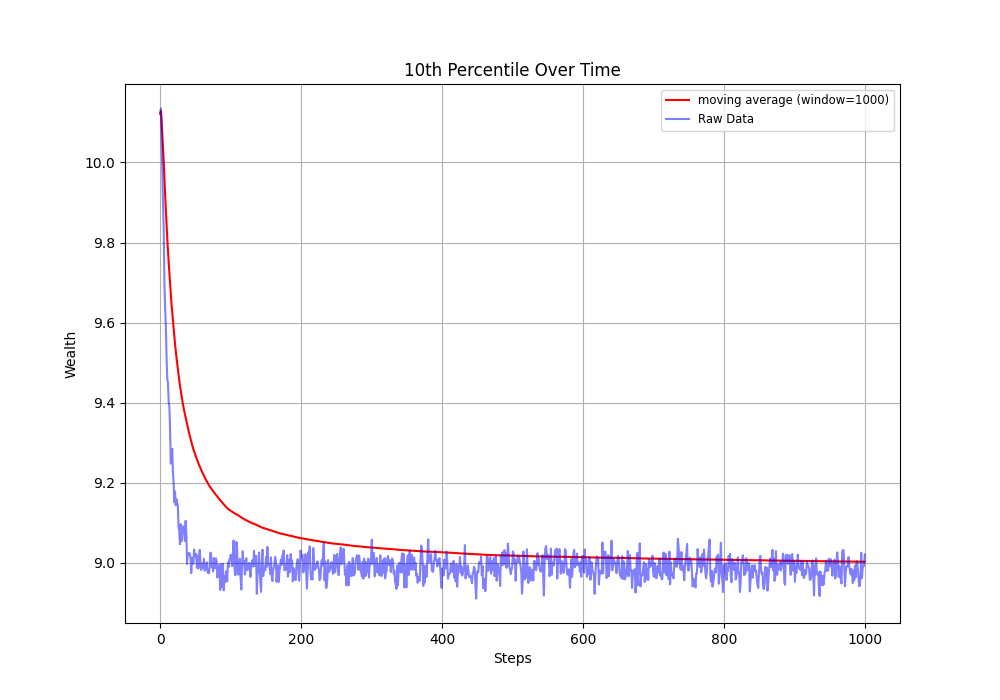 10th Percentile Over Time
moving average (window=1000)
Raw Data
Wealth
10.0
9.8
9.6
9.4
9.2
9.0
0 200 400 600 800 1000
Steps